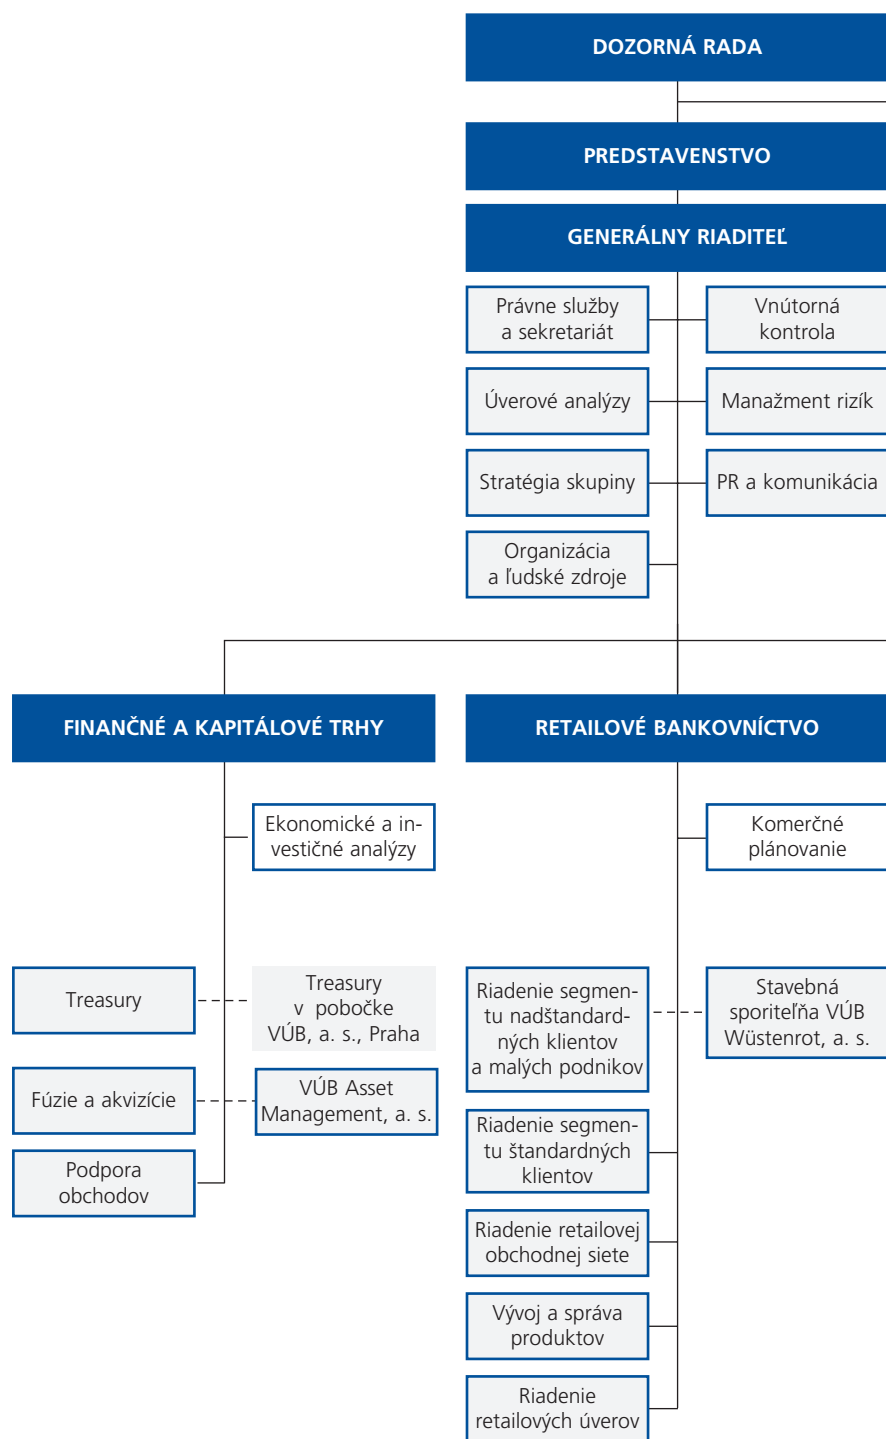 DOZORNÁ RADA
PREDSTAVENSTVO
GENERÁLNY RIADITEĽ
Právne služby
a sekretariát
Vnútorná
kontrola
Úverové analýzy
Manažment rizík
Stratégia skupiny
PR a komunikácia
Organizácia
a ľudské zdroje
FINANČNÉ A KAPITÁLOVÉ TRHY
Ekonomické a in-
vestičné analýzy
Treasury
Treasury
v pobočke
VÚB, a. s., Praha
Fúzie a akvizície
VÚB Asset
Management, a. s.
Podpora
obchodov
RETAILOVÉ BANKOVNÍCTVO
Komerčné
plánovanie
Riadenie segmen-
tu nadštandard-
ných klientov
a malých podnikov
Stavebná
sporiteľňa VÚB
Wüstenrot, a. s.
Riadenie segmen-
tu štandardných
klientov
Riadenie retailovej
obchodnej siete
Vývoj a správa
produktov
Riadenie
retailových úverov